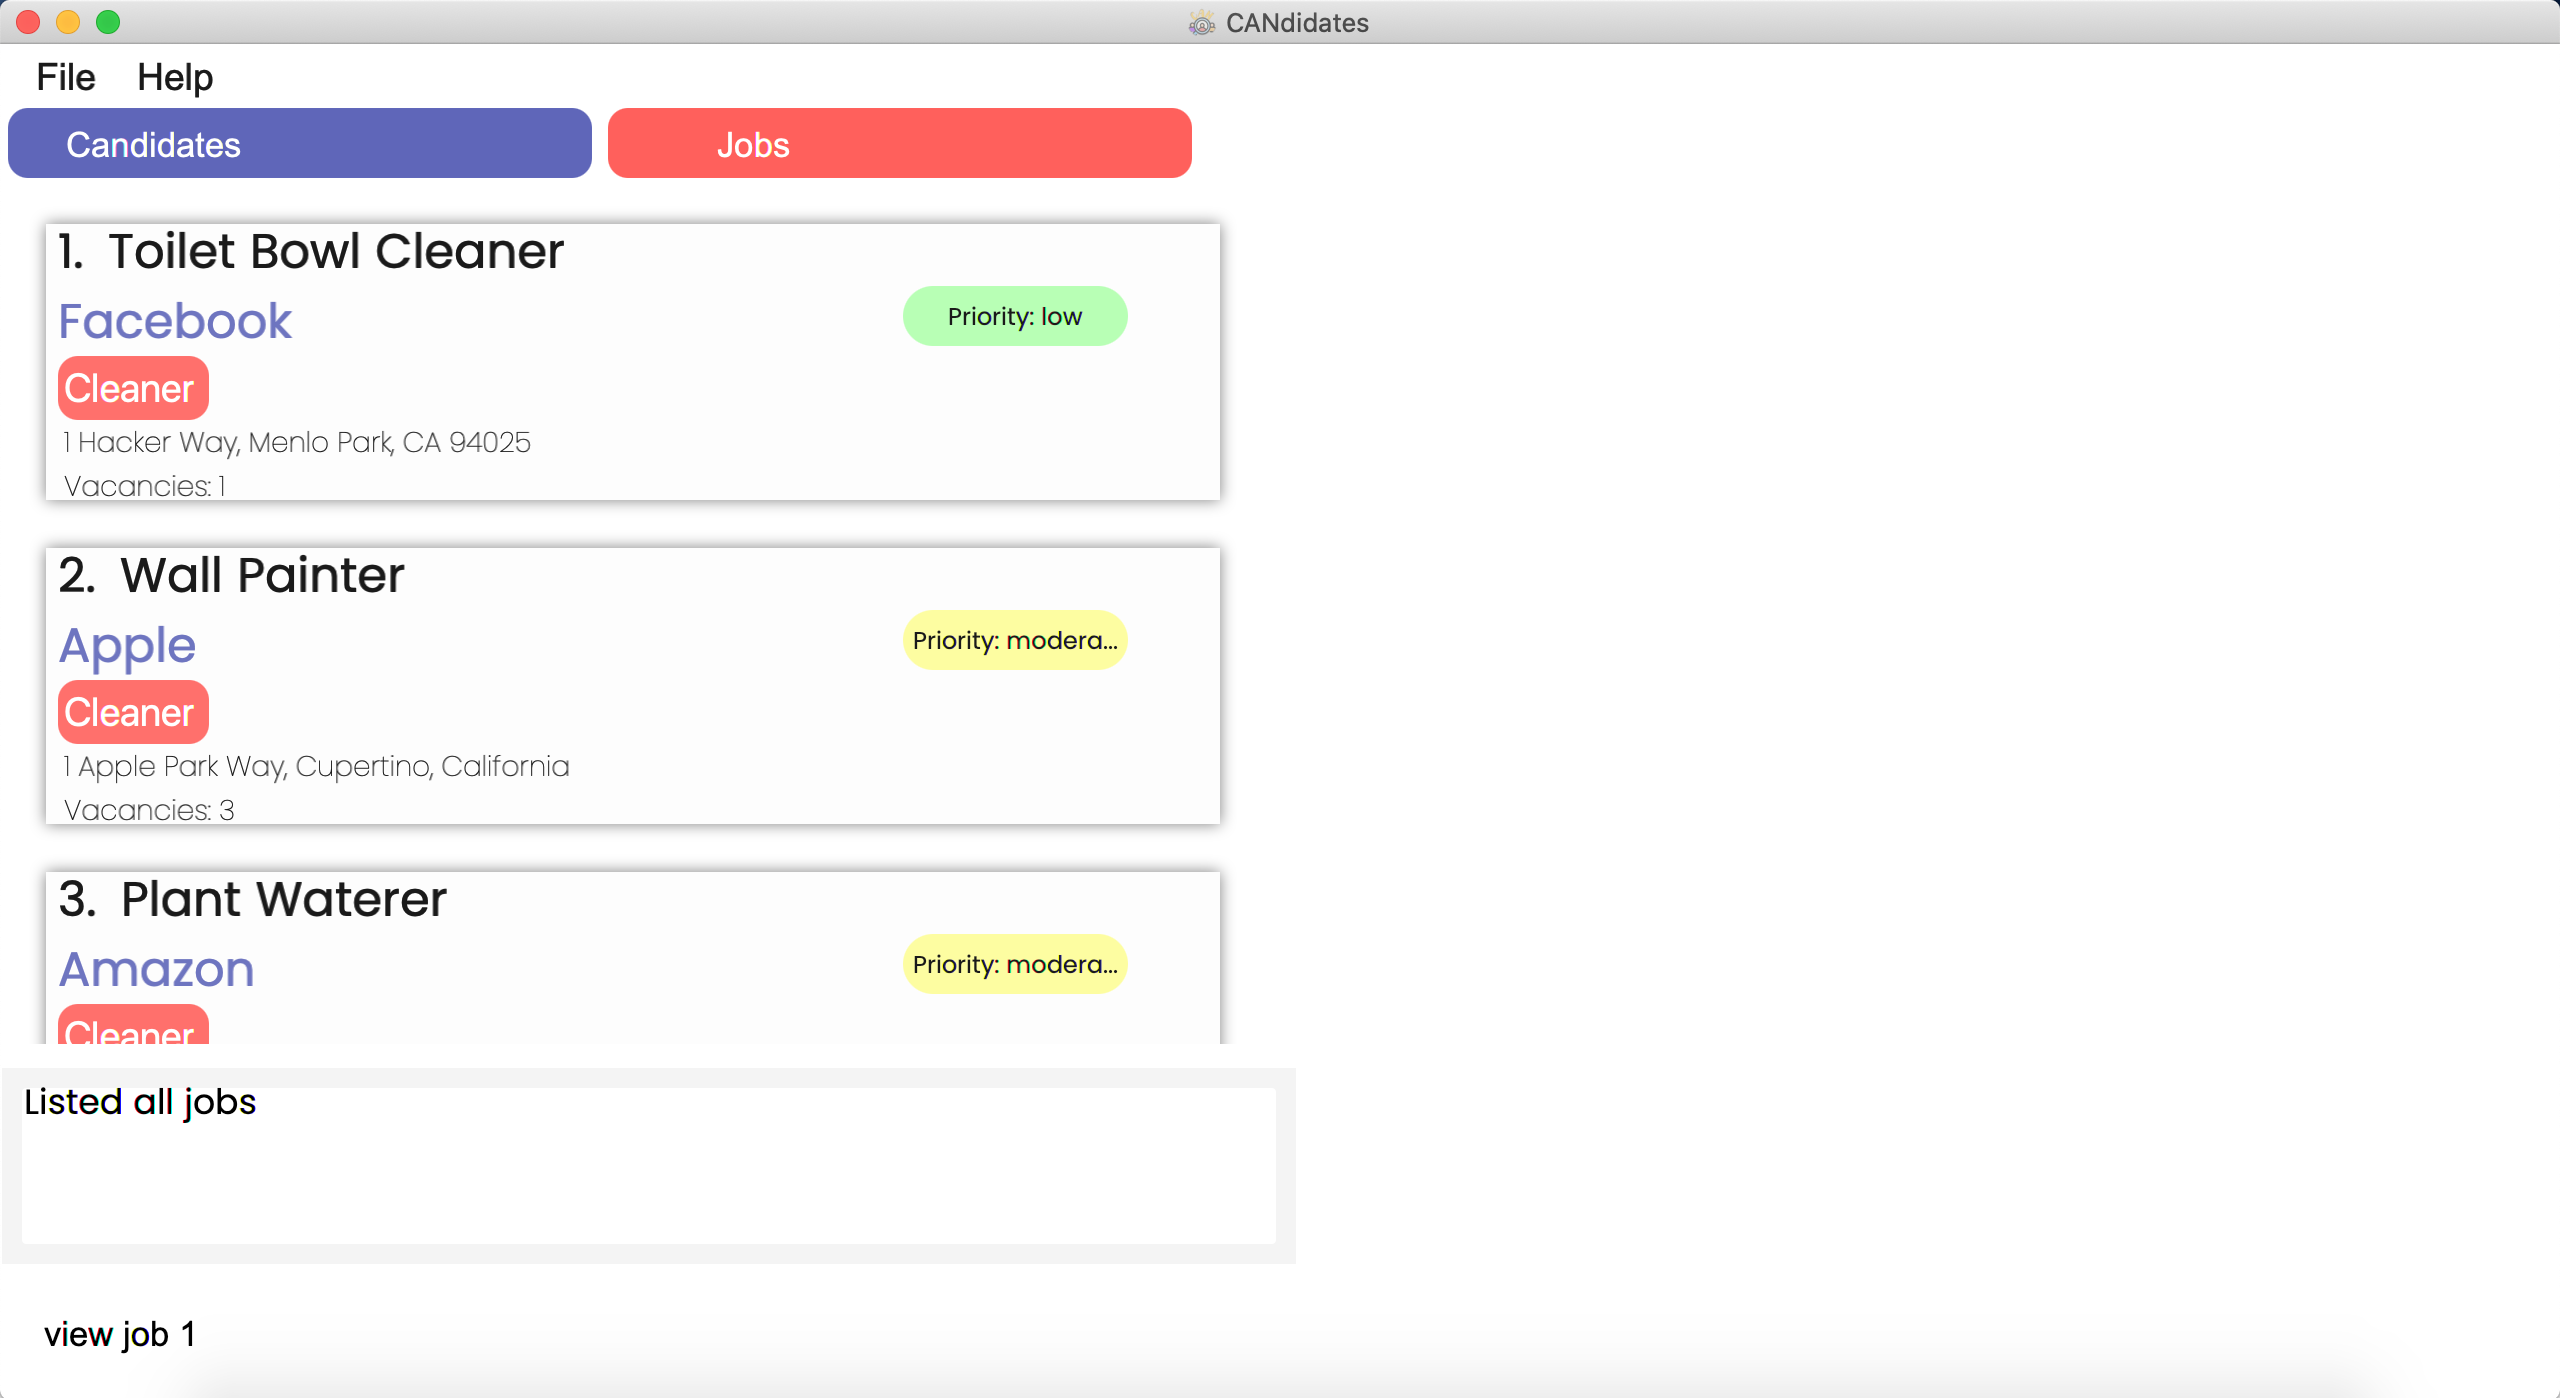 CANdidates
File Help
Candidates Jobs
1. Toilet Bowl Cleaner
Facebook
Priority: low
Cleaner
1 Hacker Way, Menlo Park, CA 94025
Vacancies: 1
2. Wall Painter
Apple
Priority: modera...
Cleaner
1 Apple Park Way, Cupertino, California
Vacancies: 3
3. Plant Waterer
Amazon
Priority: modera...
Cleaner
Listed all jobs
view job 1